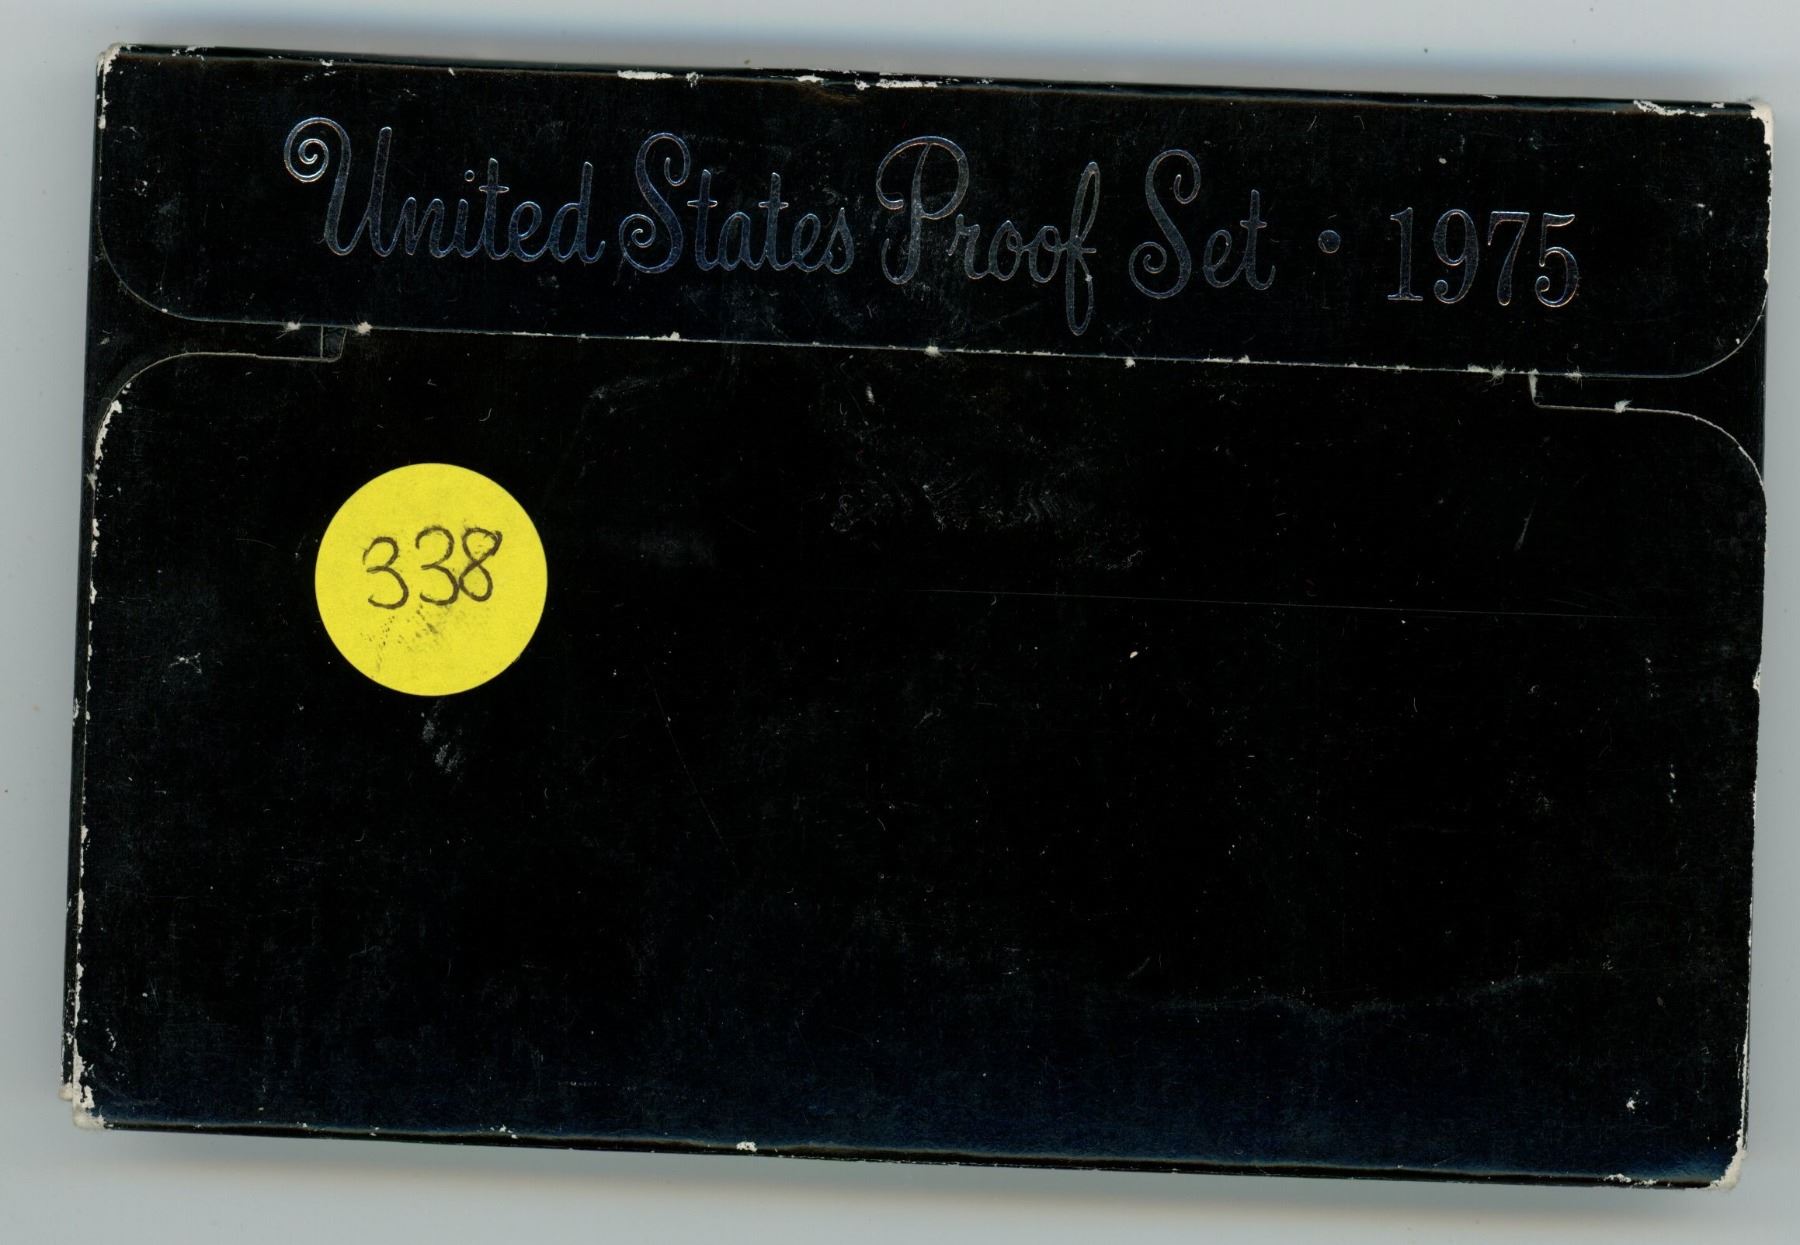 United States Proof Set • 1975
338